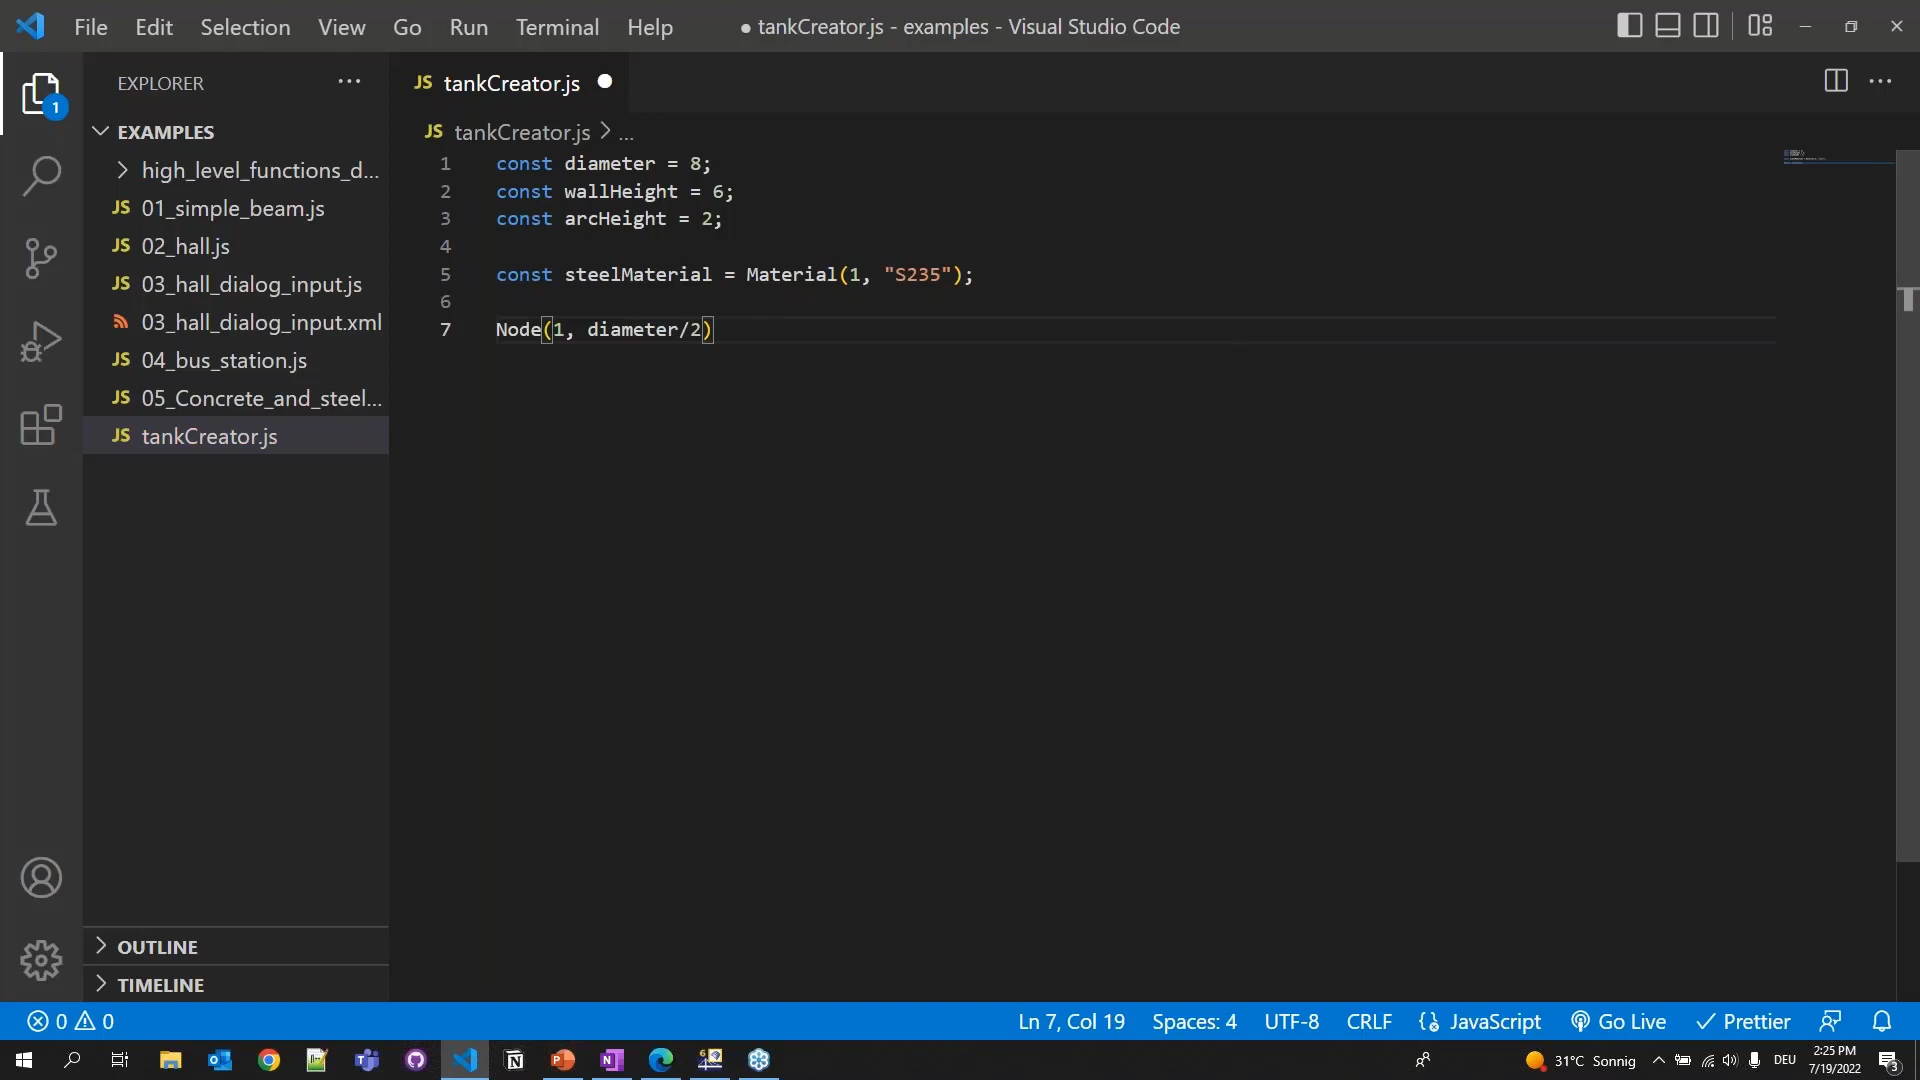 File Edit Selection View Go Run Terminal Help
● tankCreator.js - examples - Visual Studio Code
EXPLORER
1
EXAMPLES
high_level_functions_d...
JS 01_simple_beam.js
JS 02_hall.js
JS 03_hall_dialog_input.js
03_hall_dialog_input.xml
JS 04_bus_station.js
JS 05_Concrete_and_steel...
JS tankCreator.js
OUTLINE
TIMELINE
JS tankCreator.js
JS tankCreator.js > ...
1 const diameter = 8;
2 const wallHeight = 6;
3 const arcHeight = 2;
4
5 const steelMaterial = Material(1, "S235");
6
7 Node(1, diameter/2)
0 0
Ln 7, Col 19 Spaces: 4 UTF-8 CRLF JavaScript Go Live Prettier
31°C Sonnig DEU
2:25 PM
7/19/2022
3